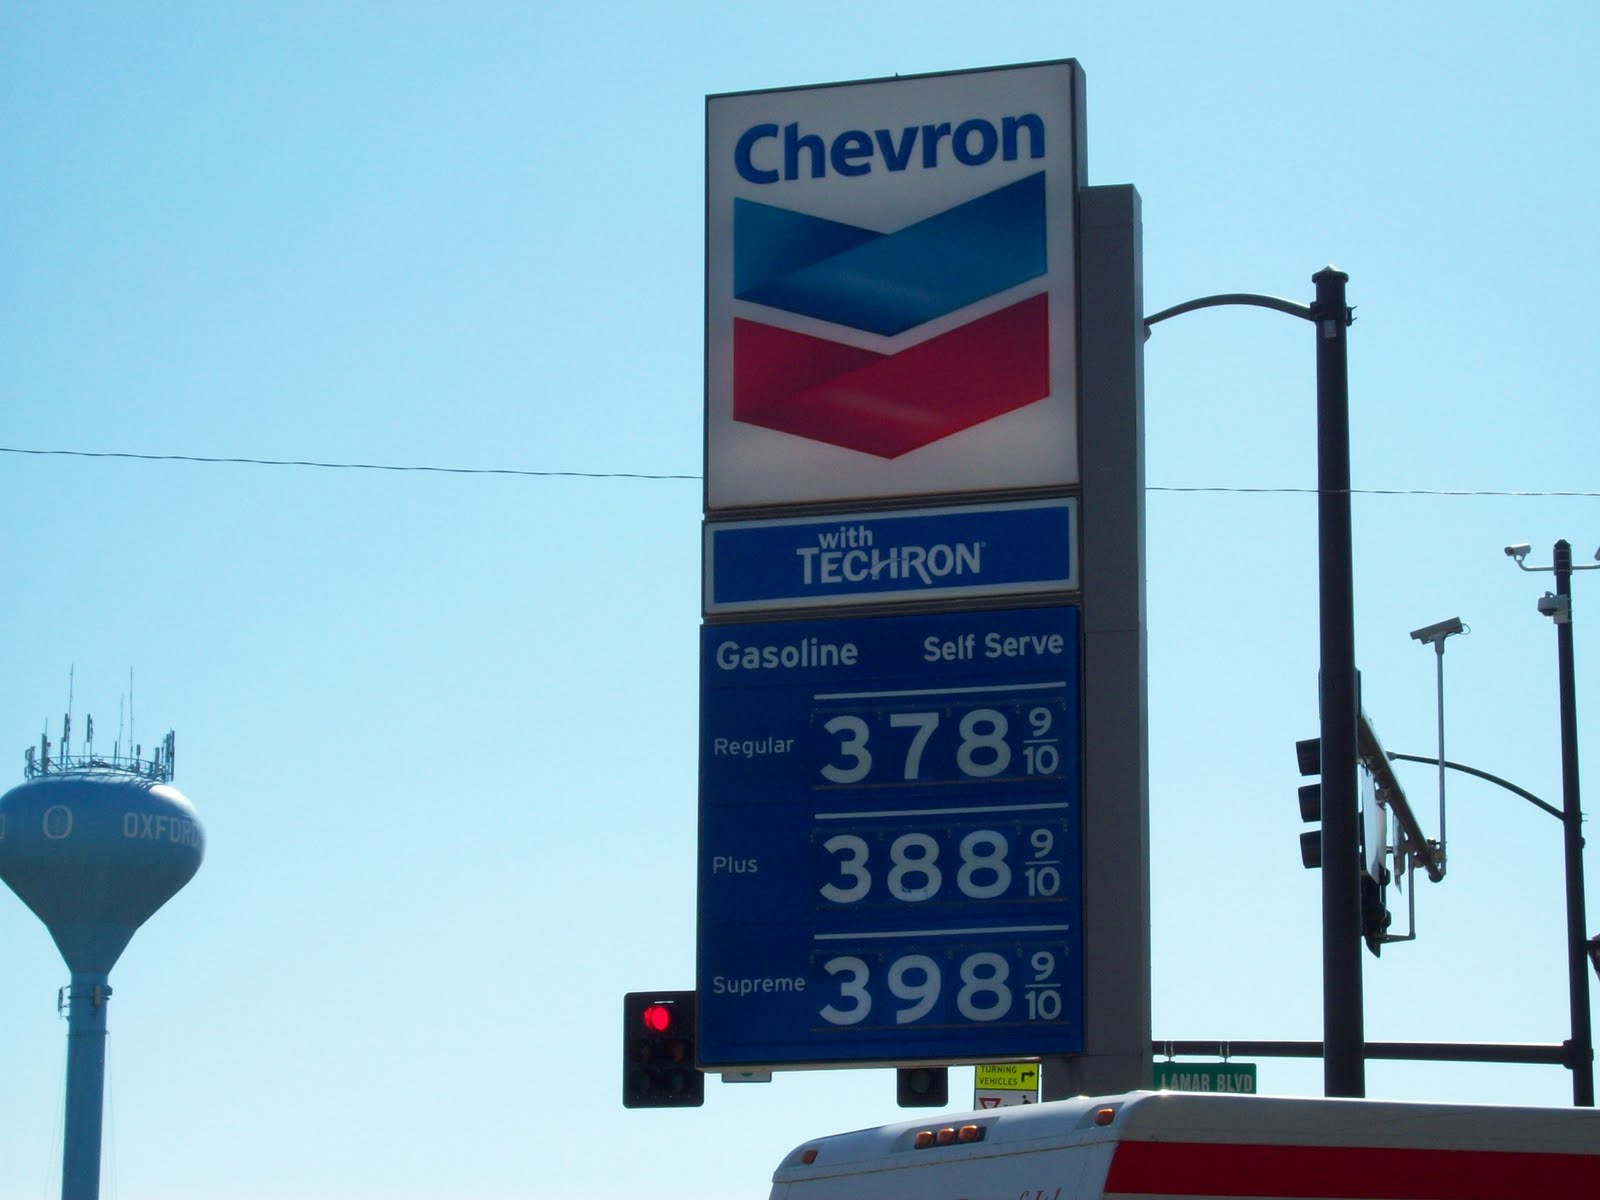 Chevron
with
TECHRON
Gasoline Self Serve
Regular 378 9/10
Plus 388 9/10
Supreme 398 9/10
OXFORD
TURNING
VEHICLES
LAMAR BLVD